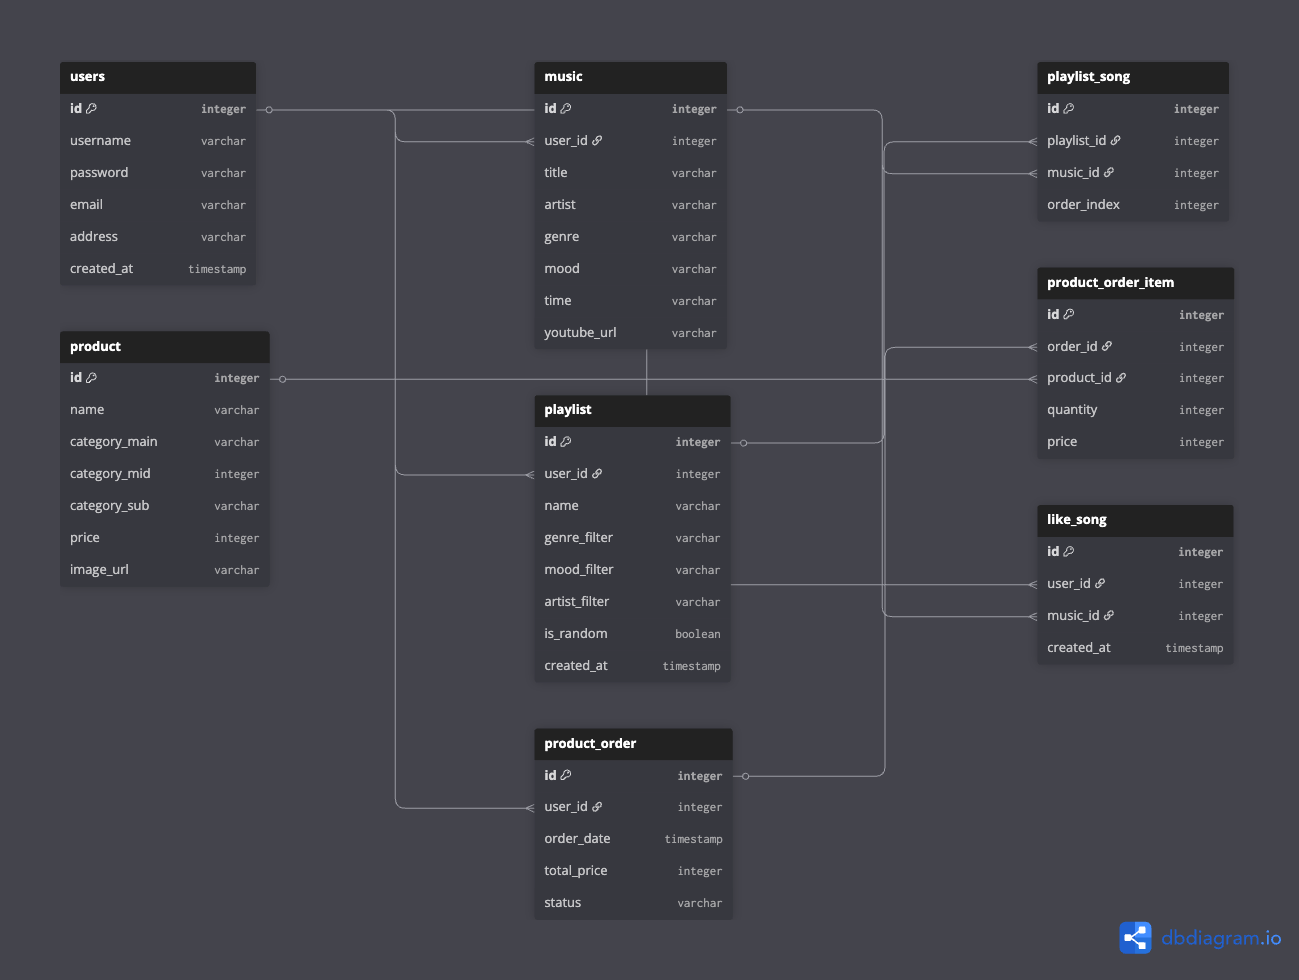 users
id integer
username varchar
password varchar
email varchar
address varchar
created_at timestamp
product
id integer
name varchar
category_main varchar
category_mid integer
category_sub varchar
price integer
image_url varchar
music
id integer
user_id integer
title varchar
artist varchar
genre varchar
mood varchar
time varchar
youtube_url varchar
playlist
id integer
user_id integer
name varchar
genre_filter varchar
mood_filter varchar
artist_filter varchar
is_random boolean
created_at timestamp
product_order
id integer
user_id integer
order_date timestamp
total_price integer
status varchar
playlist_song
id integer
playlist_id integer
music_id integer
order_index integer
product_order_item
id integer
order_id integer
product_id integer
quantity integer
price integer
like_song
id integer
user_id integer
music_id integer
created_at timestamp
dbdiagram.io